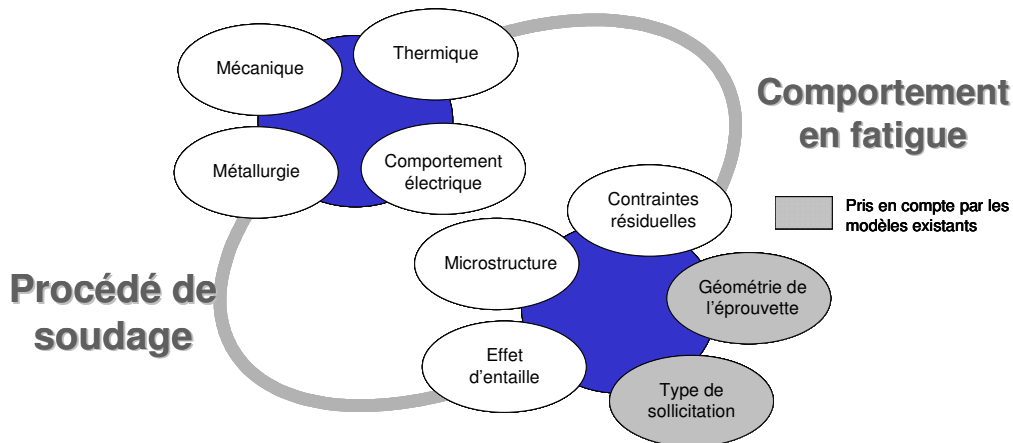 Mécanique
Thermique
Métallurgie
Comportement
électrique
Comportement
en fatigue
Contraintes
résiduelles
Pris en compte par les
modèles existants
Microstructure
Géométrie de
l'éprouvette
Procédé de
soudage
Effet
d'entaille
Type de
sollicitation